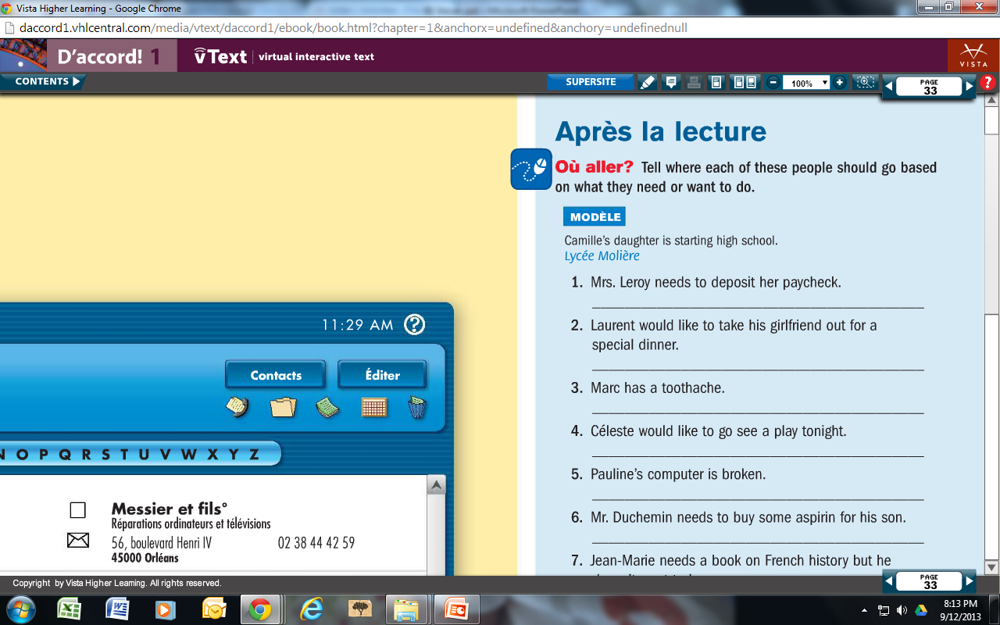 Vista Higher Learning - Google Chrome
daccord1.vhlcentral.com/media/vtext/daccord1/ebook/book.html?chapter=1&anchorx=undefined&anchory=undefinednull
D'accord! 1 vText virtual interactive text VISTA
CONTENTS SUPERSITE 100% PAGE 33 ?
Après la lecture
Où aller? Tell where each of these people should go based
on what they need or want to do.
MODÈLE
Camille's daughter is starting high school.
Lycée Molière
1. Mrs. Leroy needs to deposit her paycheck.
2. Laurent would like to take his girlfriend out for a
special dinner.
3. Marc has a toothache.
4. Céleste would like to go see a play tonight.
5. Pauline's computer is broken.
6. Mr. Duchemin needs to buy some aspirin for his son.
7. Jean-Marie needs a book on French history but he
11:29 AM ?
Contacts Éditer
N O P Q R S T U V W X Y Z
Messier et fils°
Réparations ordinateurs et télévisions
56, boulevard Henri IV 02 38 44 42 59
45000 Orléans
Copyright by Vista Higher Learning. All rights reserved. PAGE 33
8:13 PM
9/12/2013